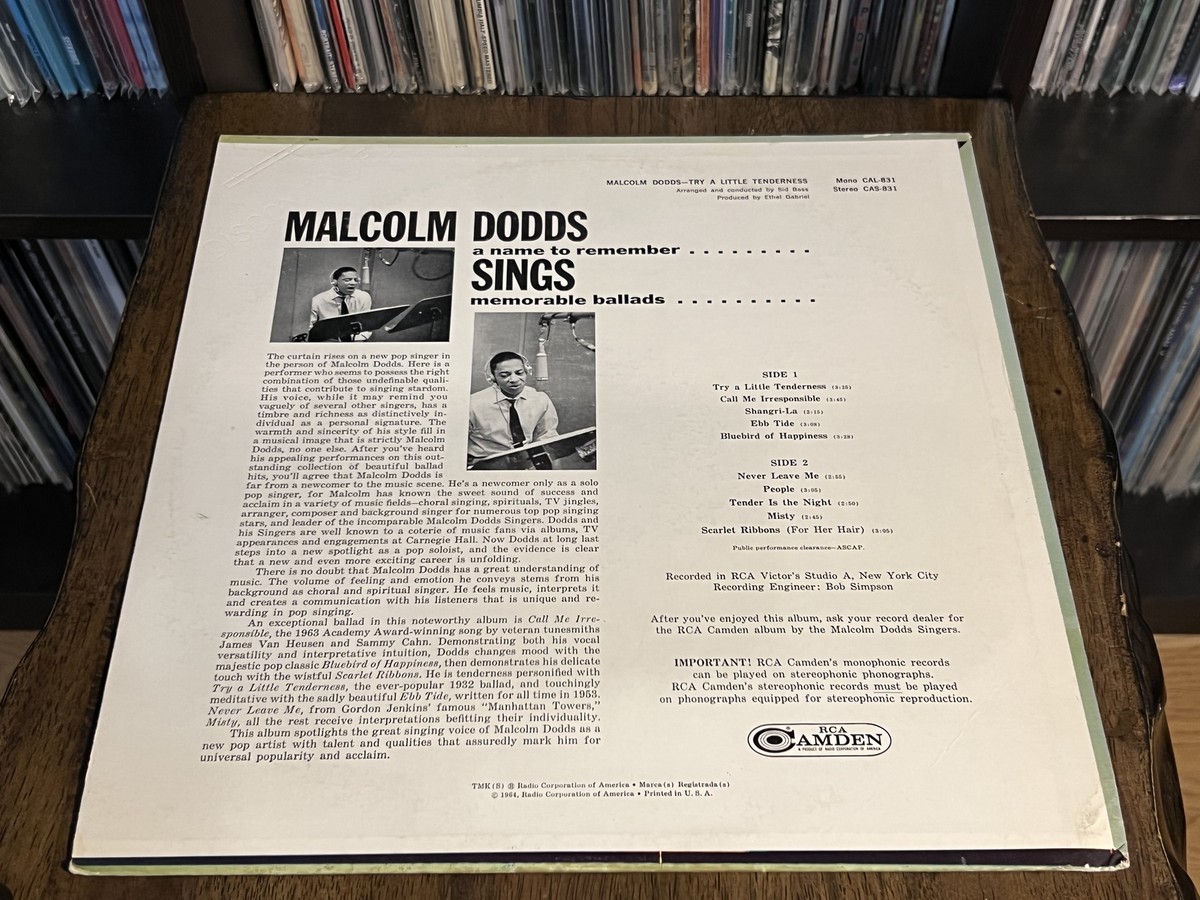 MALCOLM DODDS—TRY A LITTLE TENDERNESS
Arranged and conducted by Sid Bass
Produced by Ethel Gabriel
Mono CAL-831
Stereo CAS-831
MALCOLM DODDS
a name to remember . . . . . . . . .
SINGS
memorable ballads . . . . . . . . . .
The curtain rises on a new pop singer in
the person of Malcolm Dodds. Here is a
performer who seems to possess the right
combination of those undefinable quali-
ties that contribute to singing stardom.
His voice, while it may remind you
vaguely of several other singers, has a
timbre and richness as distinctively in-
dividual as a personal signature. The
warmth and sincerity of his style fill in
a musical image that is strictly Malcolm
Dodds, no one else. After you've heard
his appealing performances on this out-
standing collection of beautiful ballad
hits, you'll agree that Malcolm Dodds is
far from a newcomer to the music scene. He's a newcomer only as a solo
pop singer, for Malcolm has known the sweet sound of success and
acclaim in a variety of music fields—choral singing, spirituals, TV jingles,
arranger, composer and background singer for numerous top pop singing
stars, and leader of the incomparable Malcolm Dodds Singers. Dodds and
his Singers are well known to a coterie of music fans via albums, TV
appearances and engagements at Carnegie Hall. Now Dodds at long last
steps into a new spotlight as a pop soloist, and the evidence is clear
that a new and even more exciting career is unfolding.
There is no doubt that Malcolm Dodds has a great understanding of
music. The volume of feeling and emotion he conveys stems from his
background as choral and spiritual singer. He feels music, interprets it
and creates a communication with his listeners that is unique and re-
warding in pop singing.
An exceptional ballad in this noteworthy album is Call Me Irre-
sponsible, the 1963 Academy Award-winning song by veteran tunesmiths
James Van Heusen and Sammy Cahn. Demonstrating both his vocal
versatility and interpretative intuition, Dodds changes mood with the
majestic pop classic Bluebird of Happiness, then demonstrates his delicate
touch with the wistful Scarlet Ribbons. He is tenderness personified with
Try a Little Tenderness, the ever-popular 1932 ballad, and touchingly
meditative with the sadly beautiful Ebb Tide, written for all time in 1953.
Never Leave Me, from Gordon Jenkins' famous "Manhattan Towers,"
Misty, all the rest receive interpretations befitting their individuality.
This album spotlights the great singing voice of Malcolm Dodds as a
new pop artist with talent and qualities that assuredly mark him for
universal popularity and acclaim.
SIDE 1
Try a Little Tenderness (3:25)
Call Me Irresponsible (3:45)
Shangri-La (3:15)
Ebb Tide (3:08)
Bluebird of Happiness (3:29)
SIDE 2
Never Leave Me (2:55)
People (3:05)
Tender Is the Night (2:50)
Misty (2:45)
Scarlet Ribbons (For Her Hair) (3:05)
Public performance clearance—ASCAP.
Recorded in RCA Victor's Studio A, New York City
Recording Engineer: Bob Simpson
After you've enjoyed this album, ask your record dealer for
the RCA Camden album by the Malcolm Dodds Singers.
IMPORTANT! RCA Camden's monophonic records
can be played on stereophonic phonographs.
RCA Camden's stereophonic records must be played
on phonographs equipped for stereophonic reproduction.
RCA
CAMDEN
A PRODUCT OF RADIO CORPORATION OF AMERICA
TMK(S) ® Radio Corporation of America • Marca(s) Registrada(s)
© 1964, Radio Corporation of America • Printed in U. S. A.